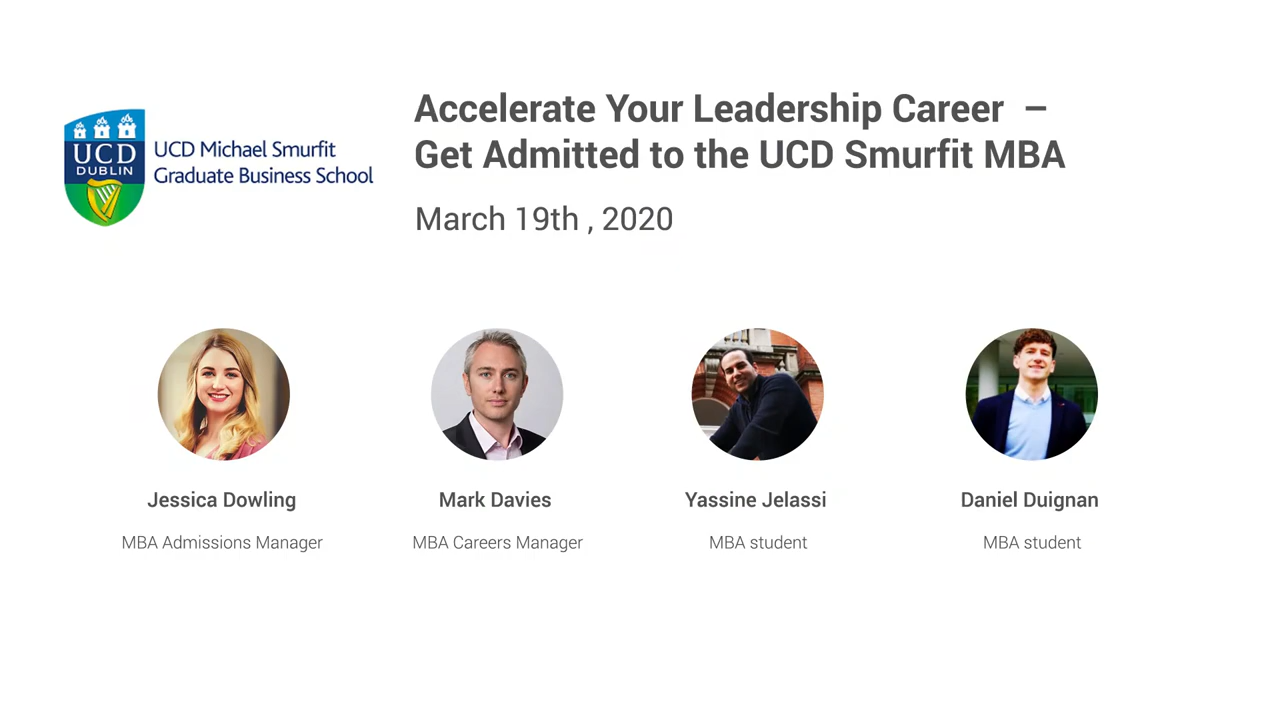 Accelerate Your Leadership Career –
Get Admitted to the UCD Smurfit MBA
March 19th , 2020
UCD
DUBLIN
UCD Michael Smurfit
Graduate Business School
Jessica Dowling
MBA Admissions Manager
Mark Davies
MBA Careers Manager
Yassine Jelassi
MBA student
Daniel Duignan
MBA student